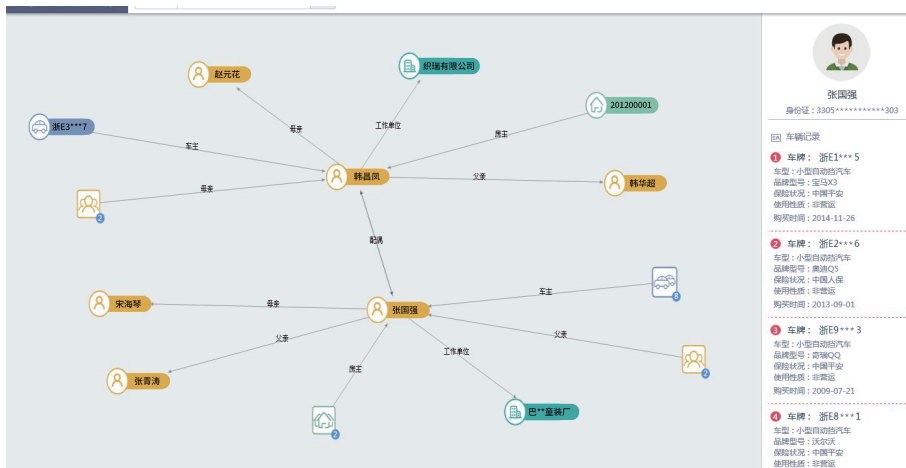 赵元花
织瑞有限公司
201200001
浙E3***7
母亲
工作单位
房主
车主
韩昌凤
父亲
韩华超
母亲
2
配偶
宋海琴
母亲
张国强
车主
8
父亲
工作单位
父亲
2
张青涛
房主
2
巴**童装厂
张国强
身份证：3305***********303
车辆记录
1 车牌： 浙E1***5
车型：小型自动挡汽车
品牌型号：宝马X3
保险状况：中国平安
使用性质：非营运
购买时间：2014-11-26
2 车牌： 浙E2***6
车型：小型自动挡汽车
品牌型号：奥迪Q5
保险状况：中国人保
使用性质：非营运
购买时间：2013-09-01
3 车牌： 浙E9***3
车型：小型自动挡汽车
品牌型号：奇瑞QQ
保险状况：中国平安
使用性质：非营运
购买时间：2009-07-21
4 车牌： 浙E8***1
车型：小型自动挡汽车
品牌型号：沃尔沃
保险状况：中国平安
使用性质：非营运